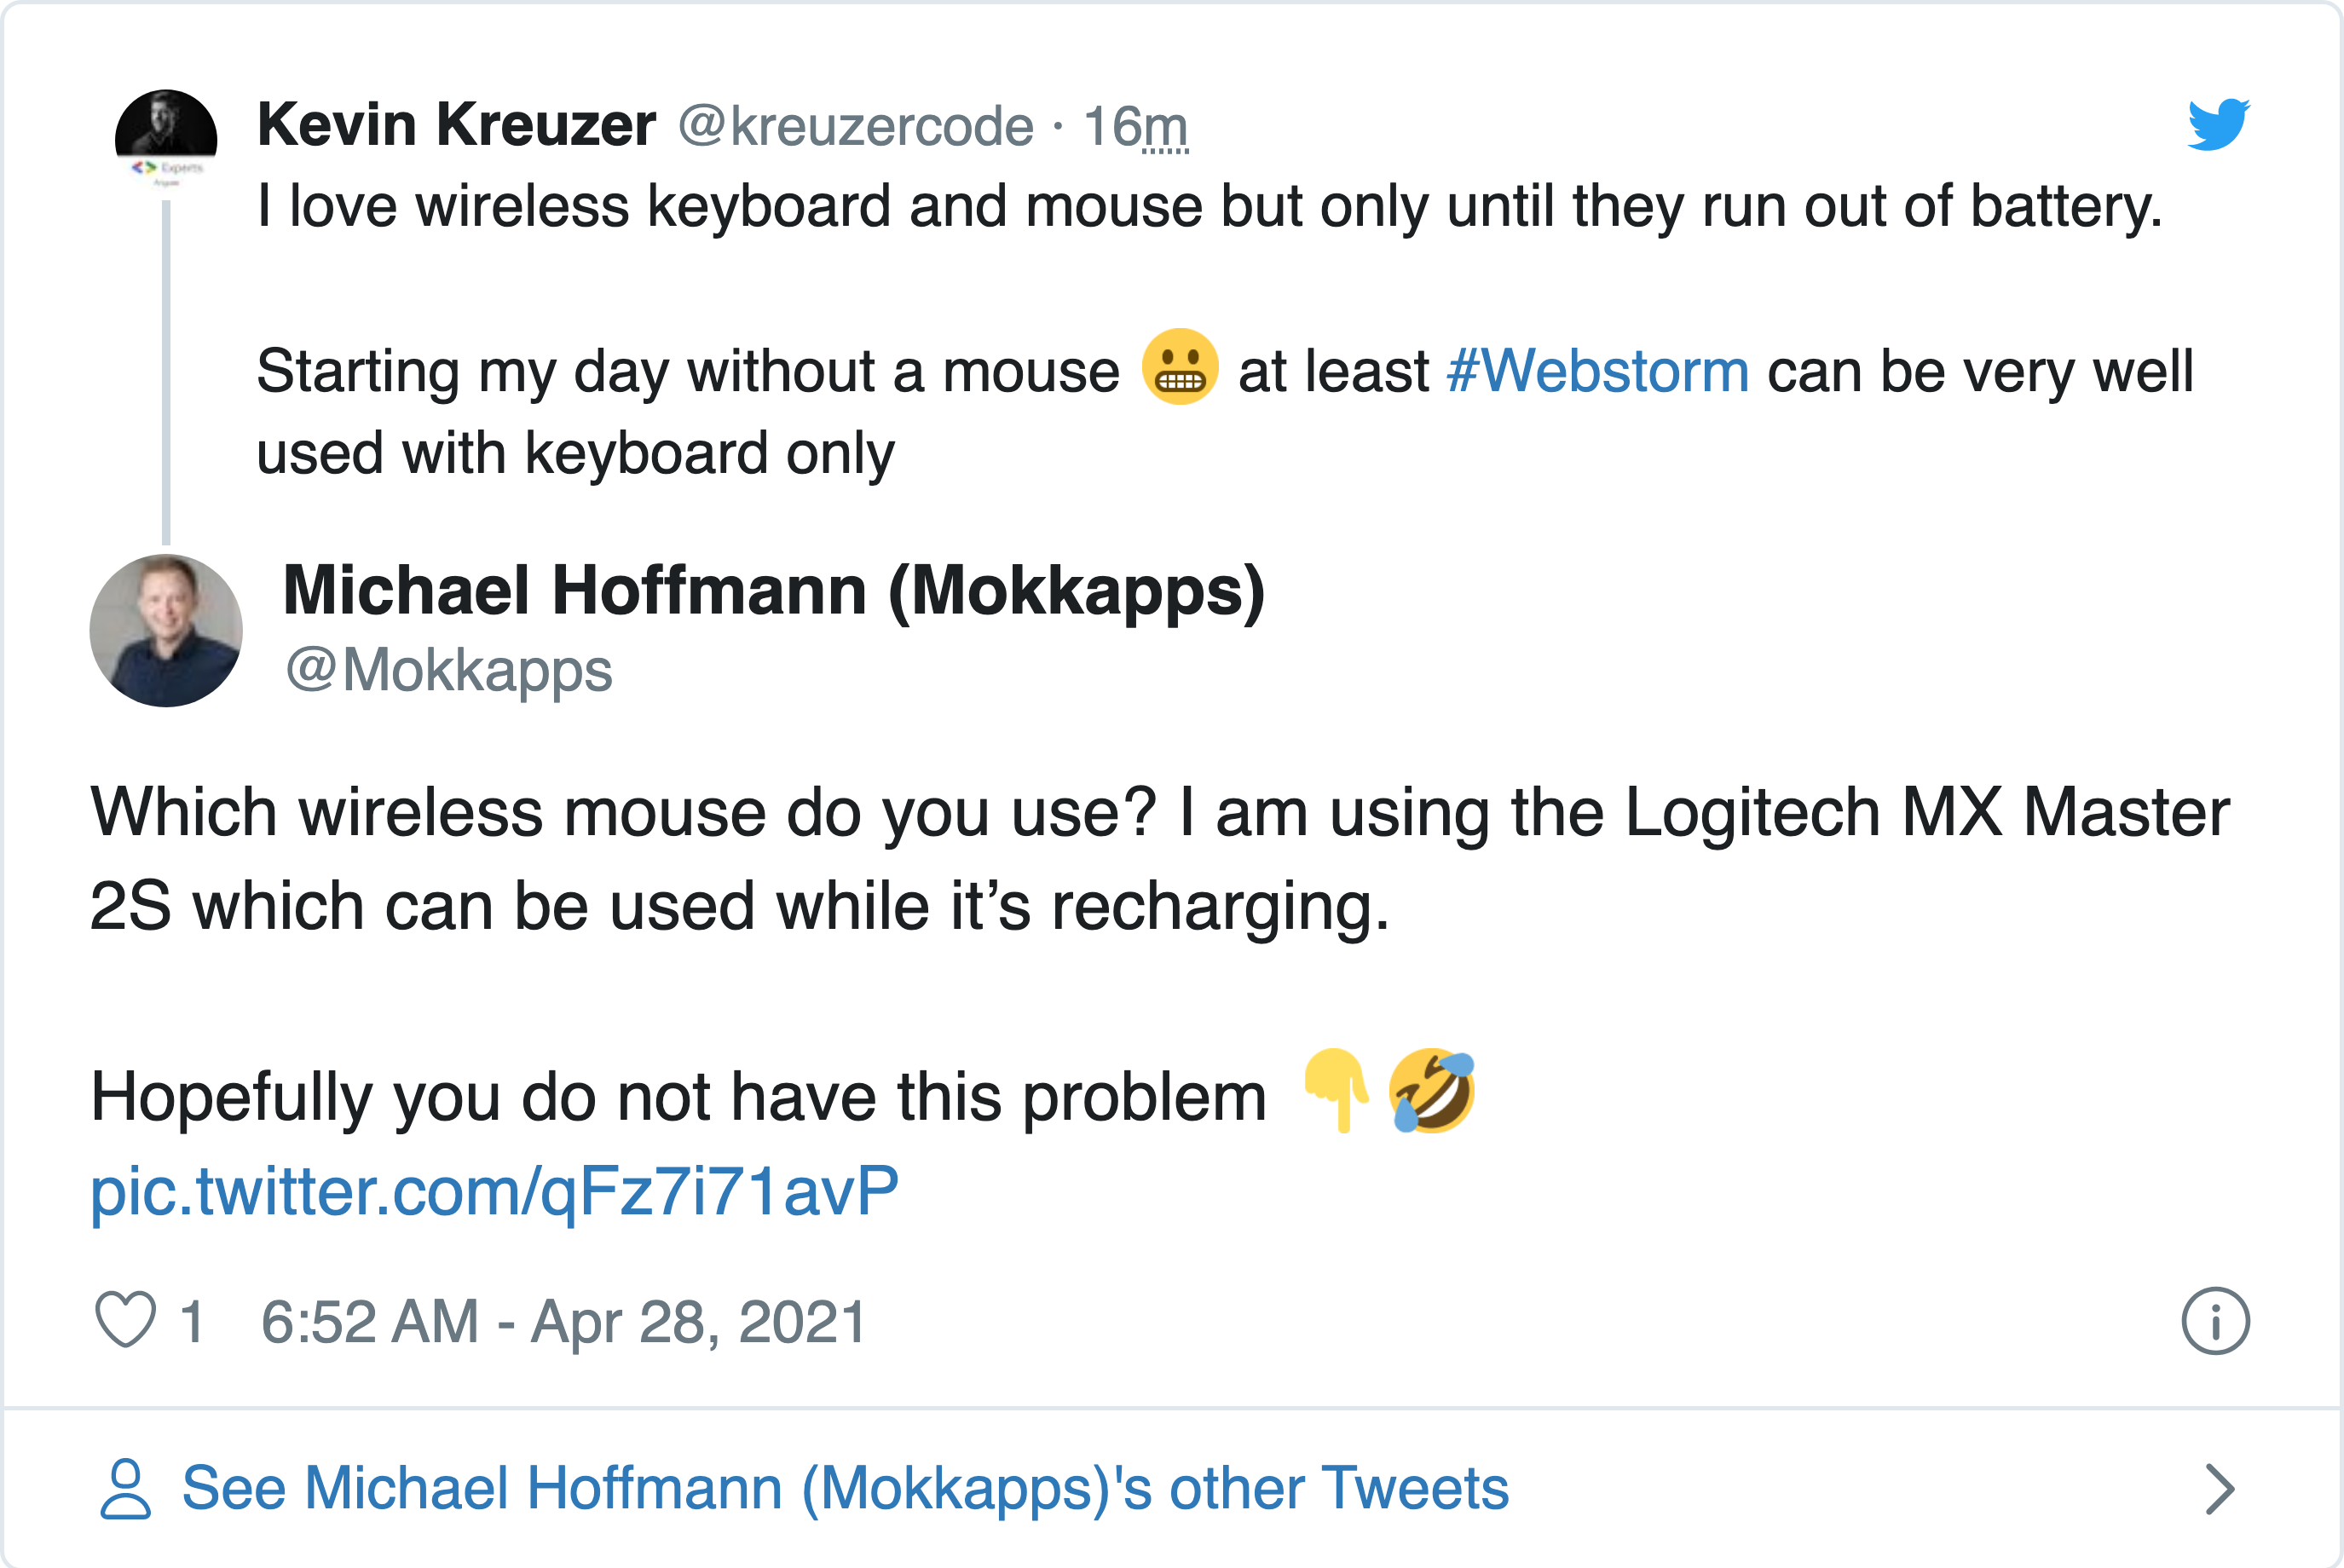 Kevin Kreuzer @kreuzercode · 16m
Experts
I love wireless keyboard and mouse but only until they run out of battery.
Starting my day without a mouse 😬 at least #Webstorm can be very well
used with keyboard only
Michael Hoffmann (Mokkapps)
@Mokkapps
Which wireless mouse do you use? I am using the Logitech MX Master
2S which can be used while it’s recharging.
Hopefully you do not have this problem 👇🤣
pic.twitter.com/qFz7i71avP
1 6:52 AM - Apr 28, 2021
See Michael Hoffmann (Mokkapps)'s other Tweets